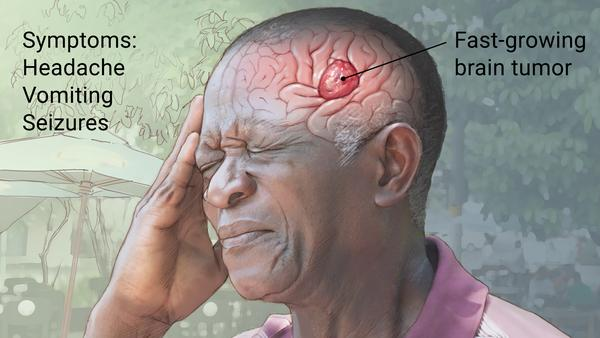 Symptoms:
Headache
Vomiting
Seizures
Fast-growing
brain tumor